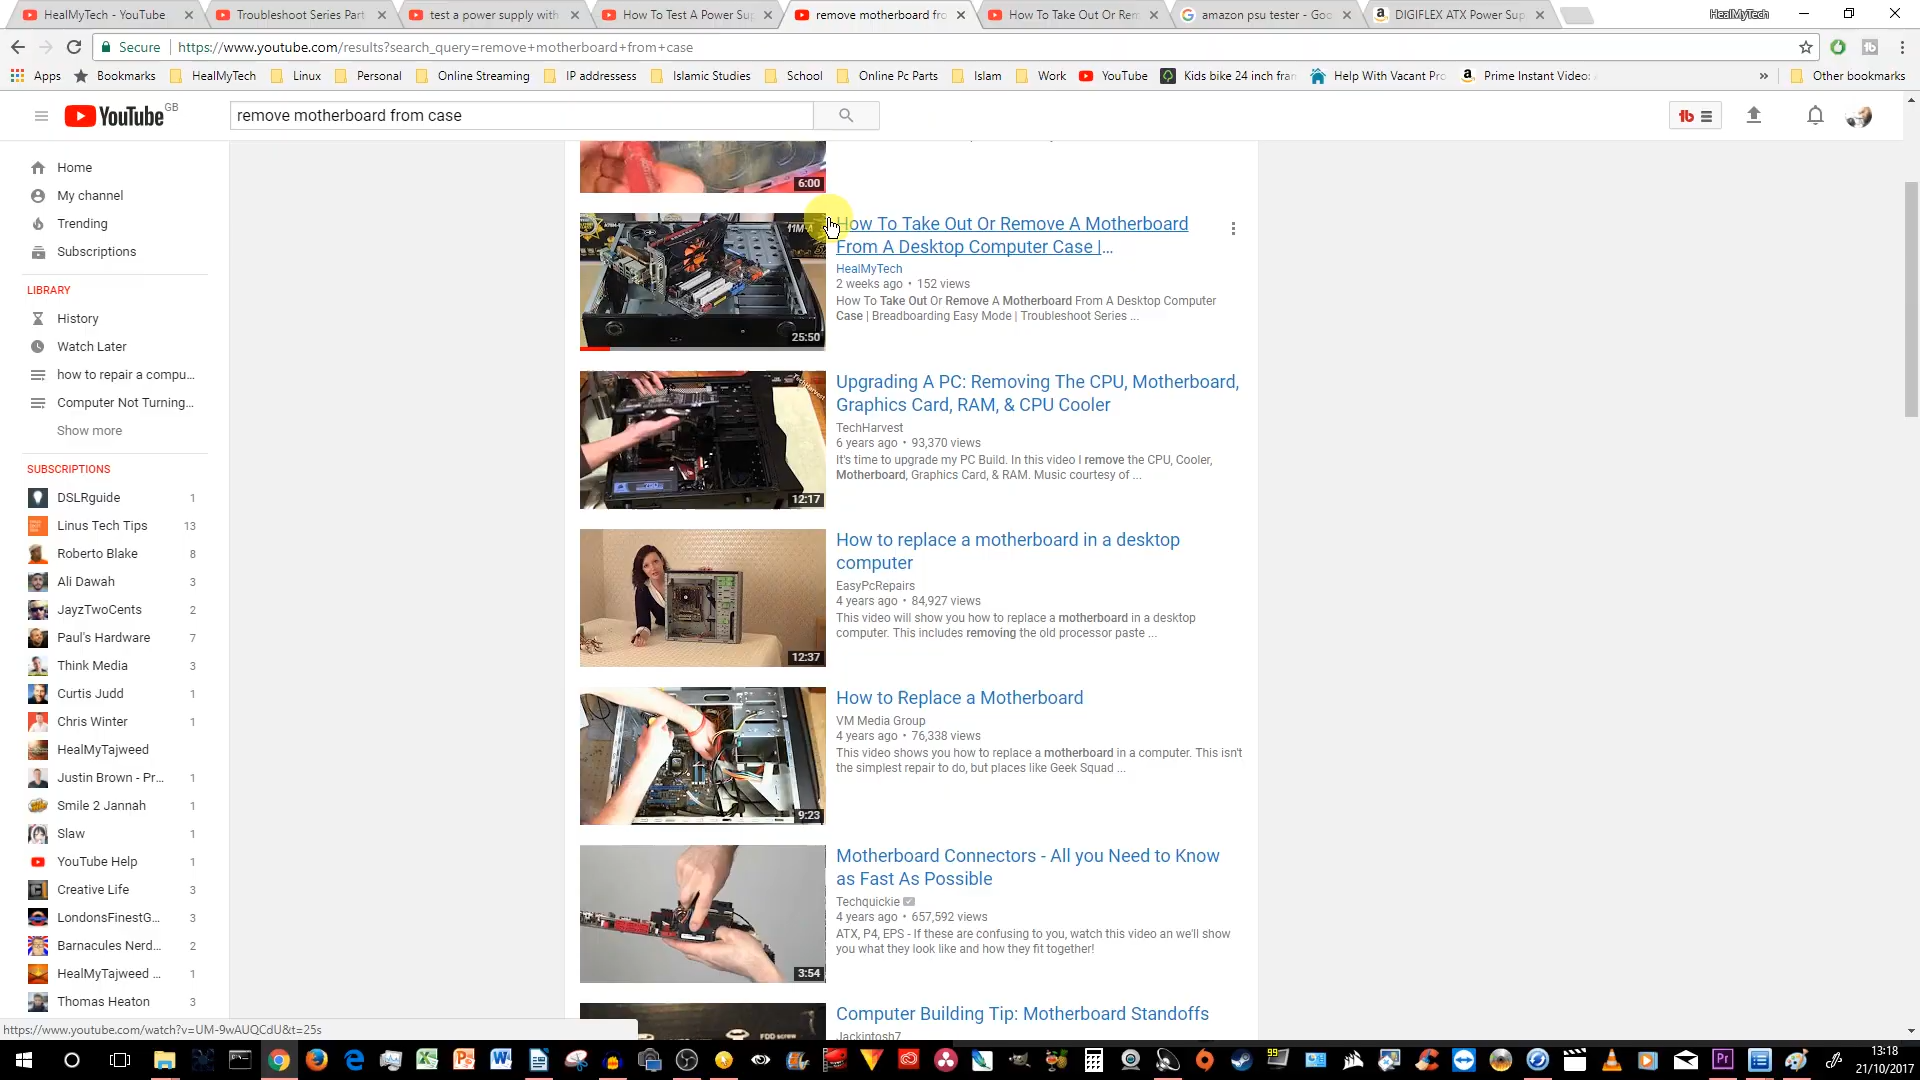 HealMyTech - YouTube
Troubleshoot Series Part
test a power supply with
How To Test A Power Sup
remove motherboard fro
How To Take Out Or Rem
amazon psu tester - Goo
DIGIFLEX ATX Power Sup
HealMyTech
Secure https://www.youtube.com/results?search_query=remove+motherboard+from+case
Apps Bookmarks HealMyTech Linux Personal Online Streaming IP addressess Islamic Studies School Online Pc Parts Islam Work YouTube Kids bike 24 inch fran Help With Vacant Pro Prime Instant Video: » Other bookmarks
YouTube GB
remove motherboard from case
Home
My channel
Trending
Subscriptions
LIBRARY
History
Watch Later
how to repair a compu...
Computer Not Turning...
Show more
SUBSCRIPTIONS
DSLRguide 1
Linus Tech Tips 13
Roberto Blake 8
Ali Dawah 3
JayzTwoCents 2
Paul's Hardware 7
Think Media 3
Curtis Judd 1
Chris Winter 1
HealMyTajweed
Justin Brown - Pr... 1
Smile 2 Jannah 1
Slaw 1
YouTube Help 1
Creative Life 3
LondonsFinestG... 3
Barnacules Nerd... 2
HealMyTajweed ... 1
Thomas Heaton 3
6:00
25:50
How To Take Out Or Remove A Motherboard
From A Desktop Computer Case |...
HealMyTech
2 weeks ago • 152 views
How To Take Out Or Remove A Motherboard From A Desktop Computer
Case | Breadboarding Easy Mode | Troubleshoot Series ...
TechHarvest
12:17
Upgrading A PC: Removing The CPU, Motherboard,
Graphics Card, RAM, & CPU Cooler
TechHarvest
6 years ago • 93,370 views
It's time to upgrade my PC Build. In this video I remove the CPU, Cooler,
Motherboard, Graphics Card, & RAM. Music courtesy of ...
12:37
How to replace a motherboard in a desktop
computer
EasyPcRepairs
4 years ago • 84,927 views
This video will show you how to replace a motherboard in a desktop
computer. This includes removing the old processor paste ...
9:23
How to Replace a Motherboard
VM Media Group
4 years ago • 76,338 views
This video shows you how to replace a motherboard in a computer. This isn't
the simplest repair to do, but places like Geek Squad ...
3:54
Motherboard Connectors - All you Need to Know
as Fast As Possible
Techquickie
4 years ago • 657,592 views
ATX, P4, EPS - If these are confusing to you, watch this video an we'll show
you what they look like and how they fit together!
FDD screw
Computer Building Tip: Motherboard Standoffs
Jackintosh7
https://www.youtube.com/watch?v=UM-9wAUQCdU&t=25s
99
13:18
21/10/2017